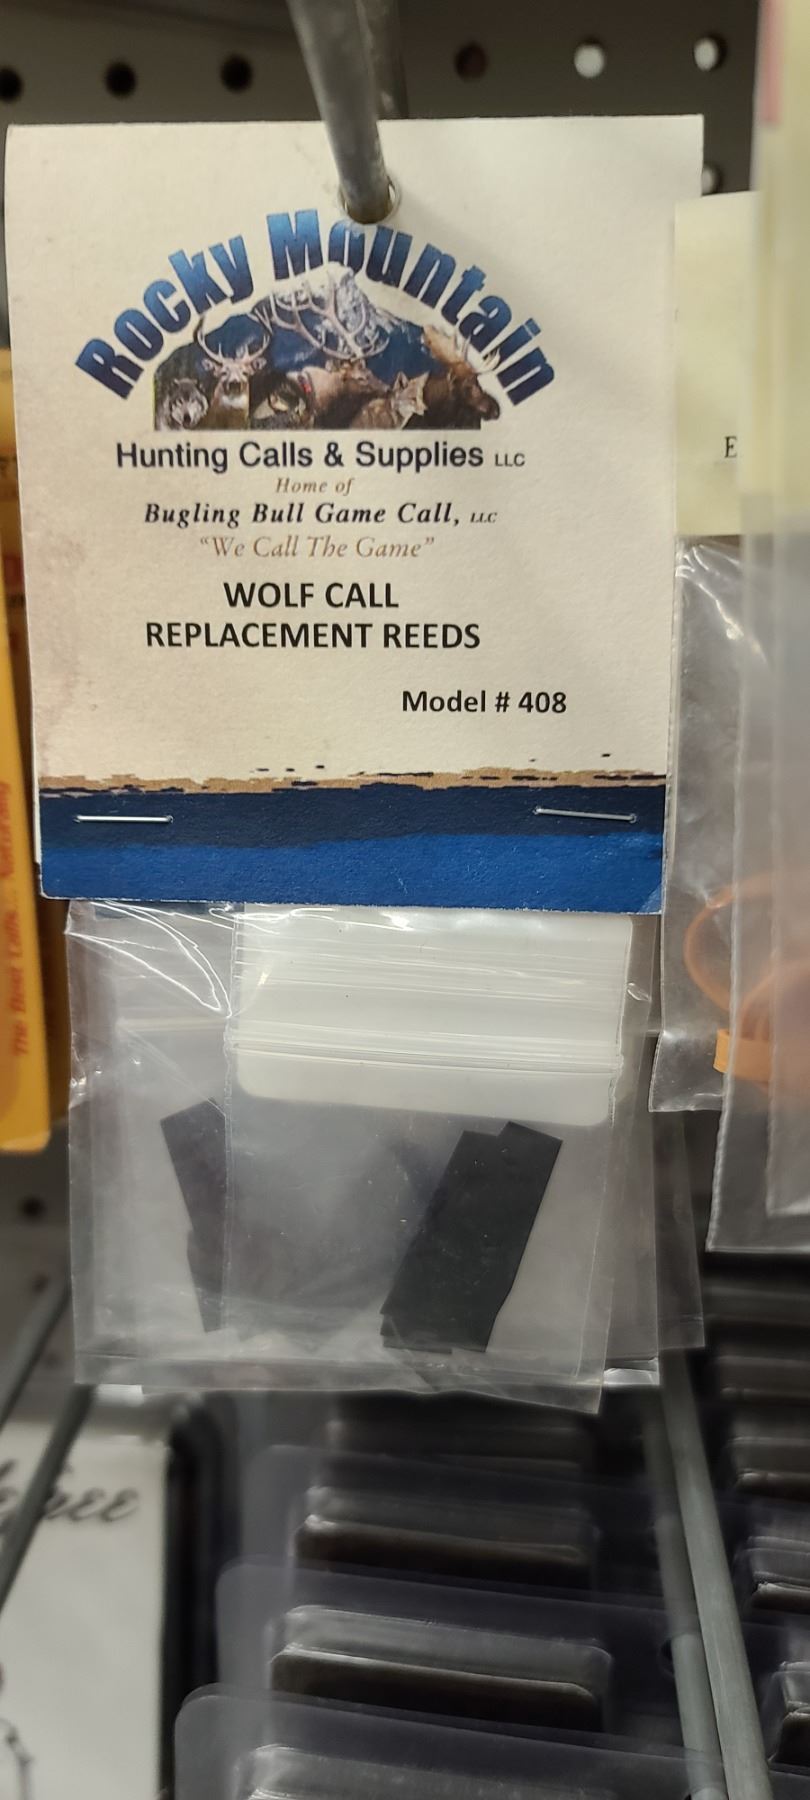 Rocky Mountain
Hunting Calls & Supplies LLC
Home of
Bugling Bull Game Call, LLC
“We Call The Game”
WOLF CALL
REPLACEMENT REEDS
Model # 408
E